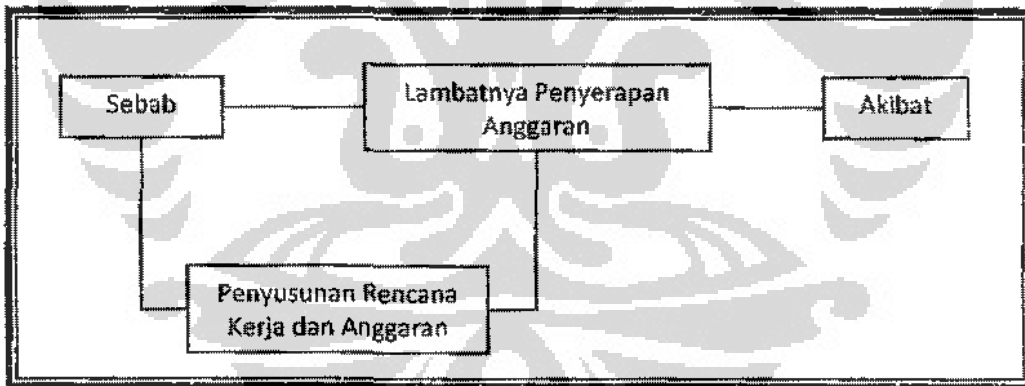 Sebab
Lambatnya Penyerapan
Anggaran
Akibat
Penyusunan Rencana
Kerja dan Anggaran